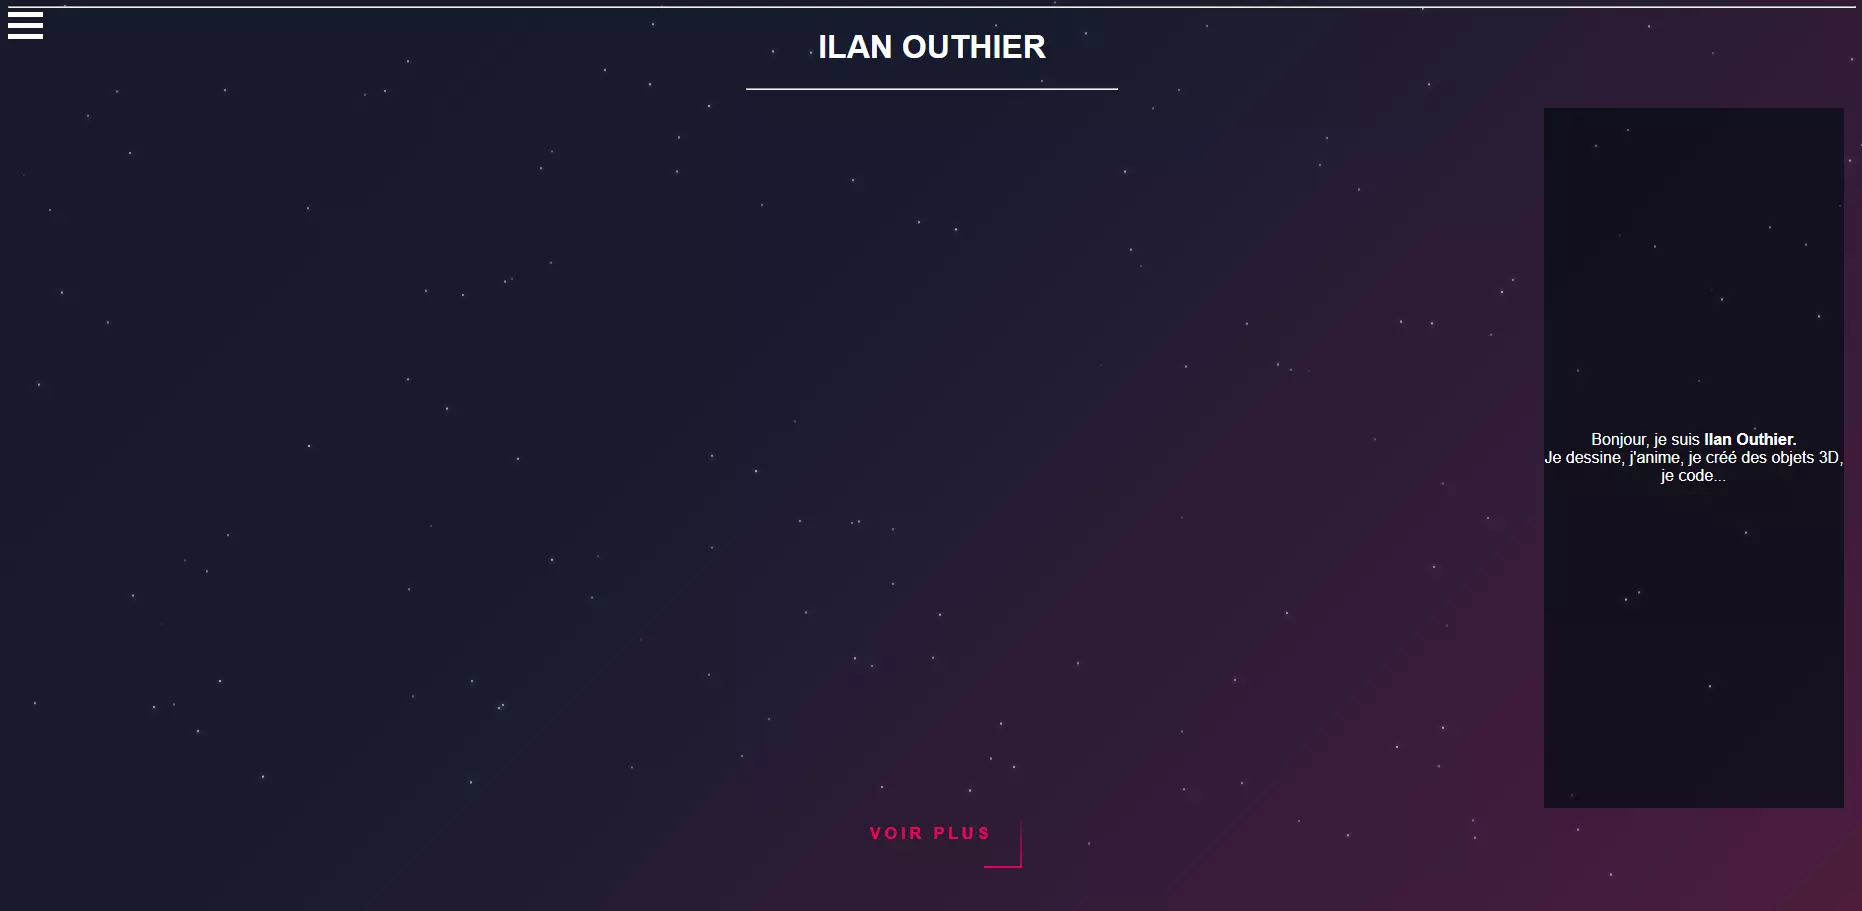 ILAN OUTHIER
Bonjour, je suis Ilan Outhier.
Je dessine, j'anime, je créé des objets 3D,
je code...
VOIR PLUS